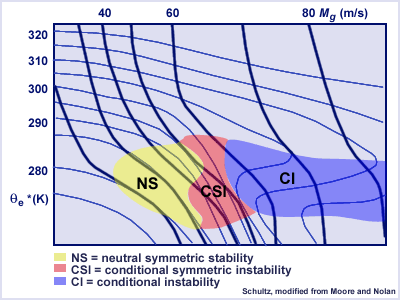 40 60 80 Mg (m/s)
320
310
300
290
280
θe*(K)
NS CSI CI
NS = neutral symmetric stability
CSI = conditional symmetric instability
CI = conditional instability
Schultz, modified from Moore and Nolan